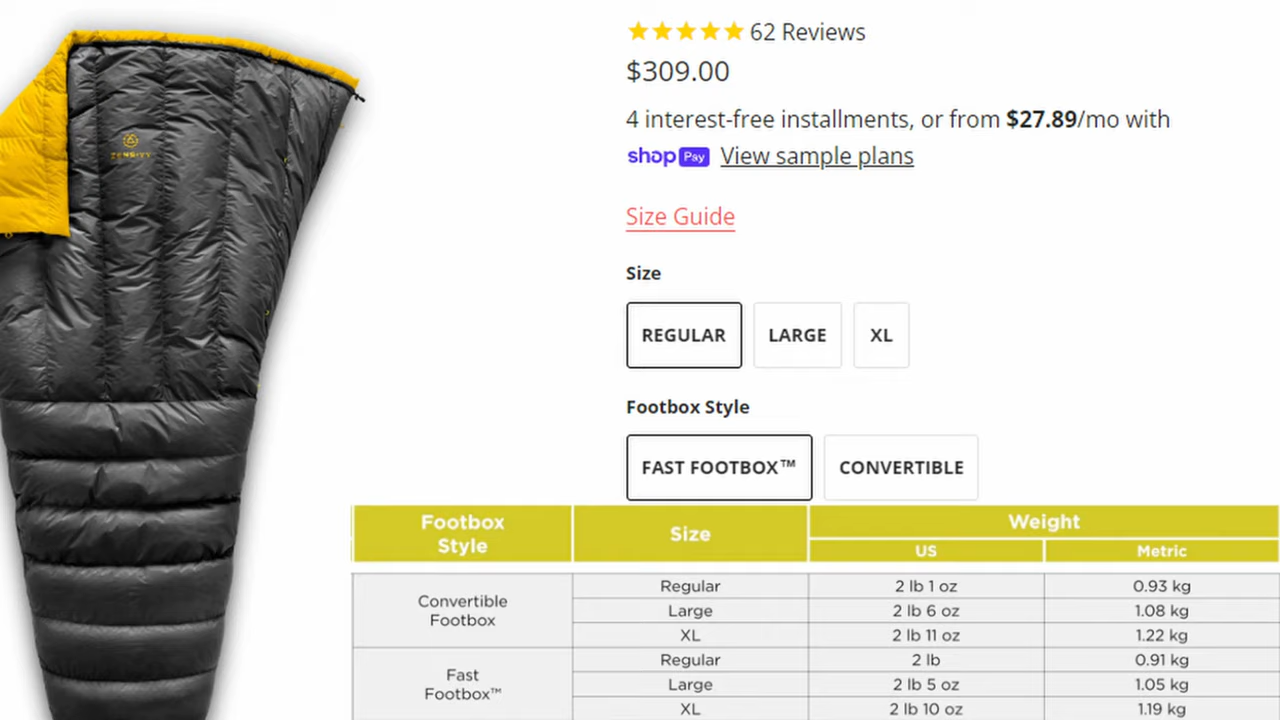 62 Reviews
$309.00
4 interest-free installments, or from $27.89/mo with
shop Pay View sample plans
Size Guide
Size
REGULAR LARGE XL
Footbox Style
FAST FOOTBOX™ CONVERTIBLE
Footbox Style Size Weight
US Metric
Convertible Footbox Regular 2 lb 1 oz 0.93 kg
Large 2 lb 6 oz 1.08 kg
XL 2 lb 11 oz 1.22 kg
Fast Footbox™ Regular 2 lb 0.91 kg
Large 2 lb 5 oz 1.05 kg
XL 2 lb 10 oz 1.19 kg